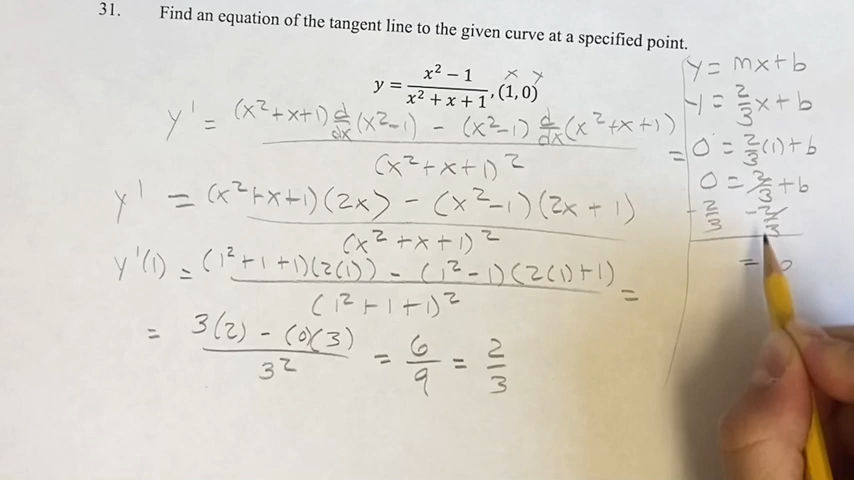 31. Find an equation of the tangent line to the given curve at a specified point.
y = (x² − 1)/(x² + x + 1), (1, 0)
x y
y' = ((x²+x+1) d/dx (x²−1) − (x²−1) d/dx (x²+x+1))/(x²+x+1)² =
y' = ((x²+x+1)(2x) − (x²−1)(2x+1))/(x²+x+1)²
y'(1) = ((1²+1+1)(2(1)) − (1²−1)(2(1)+1))/(1²+1+1)² =
= (3(2) − (0)(3))/3² = 6/9 = 2/3
y = mx+b
y = 2/3 x + b
0 = 2/3 (1) + b
0 = 2/3 + b
−2/3 −2/3
= b